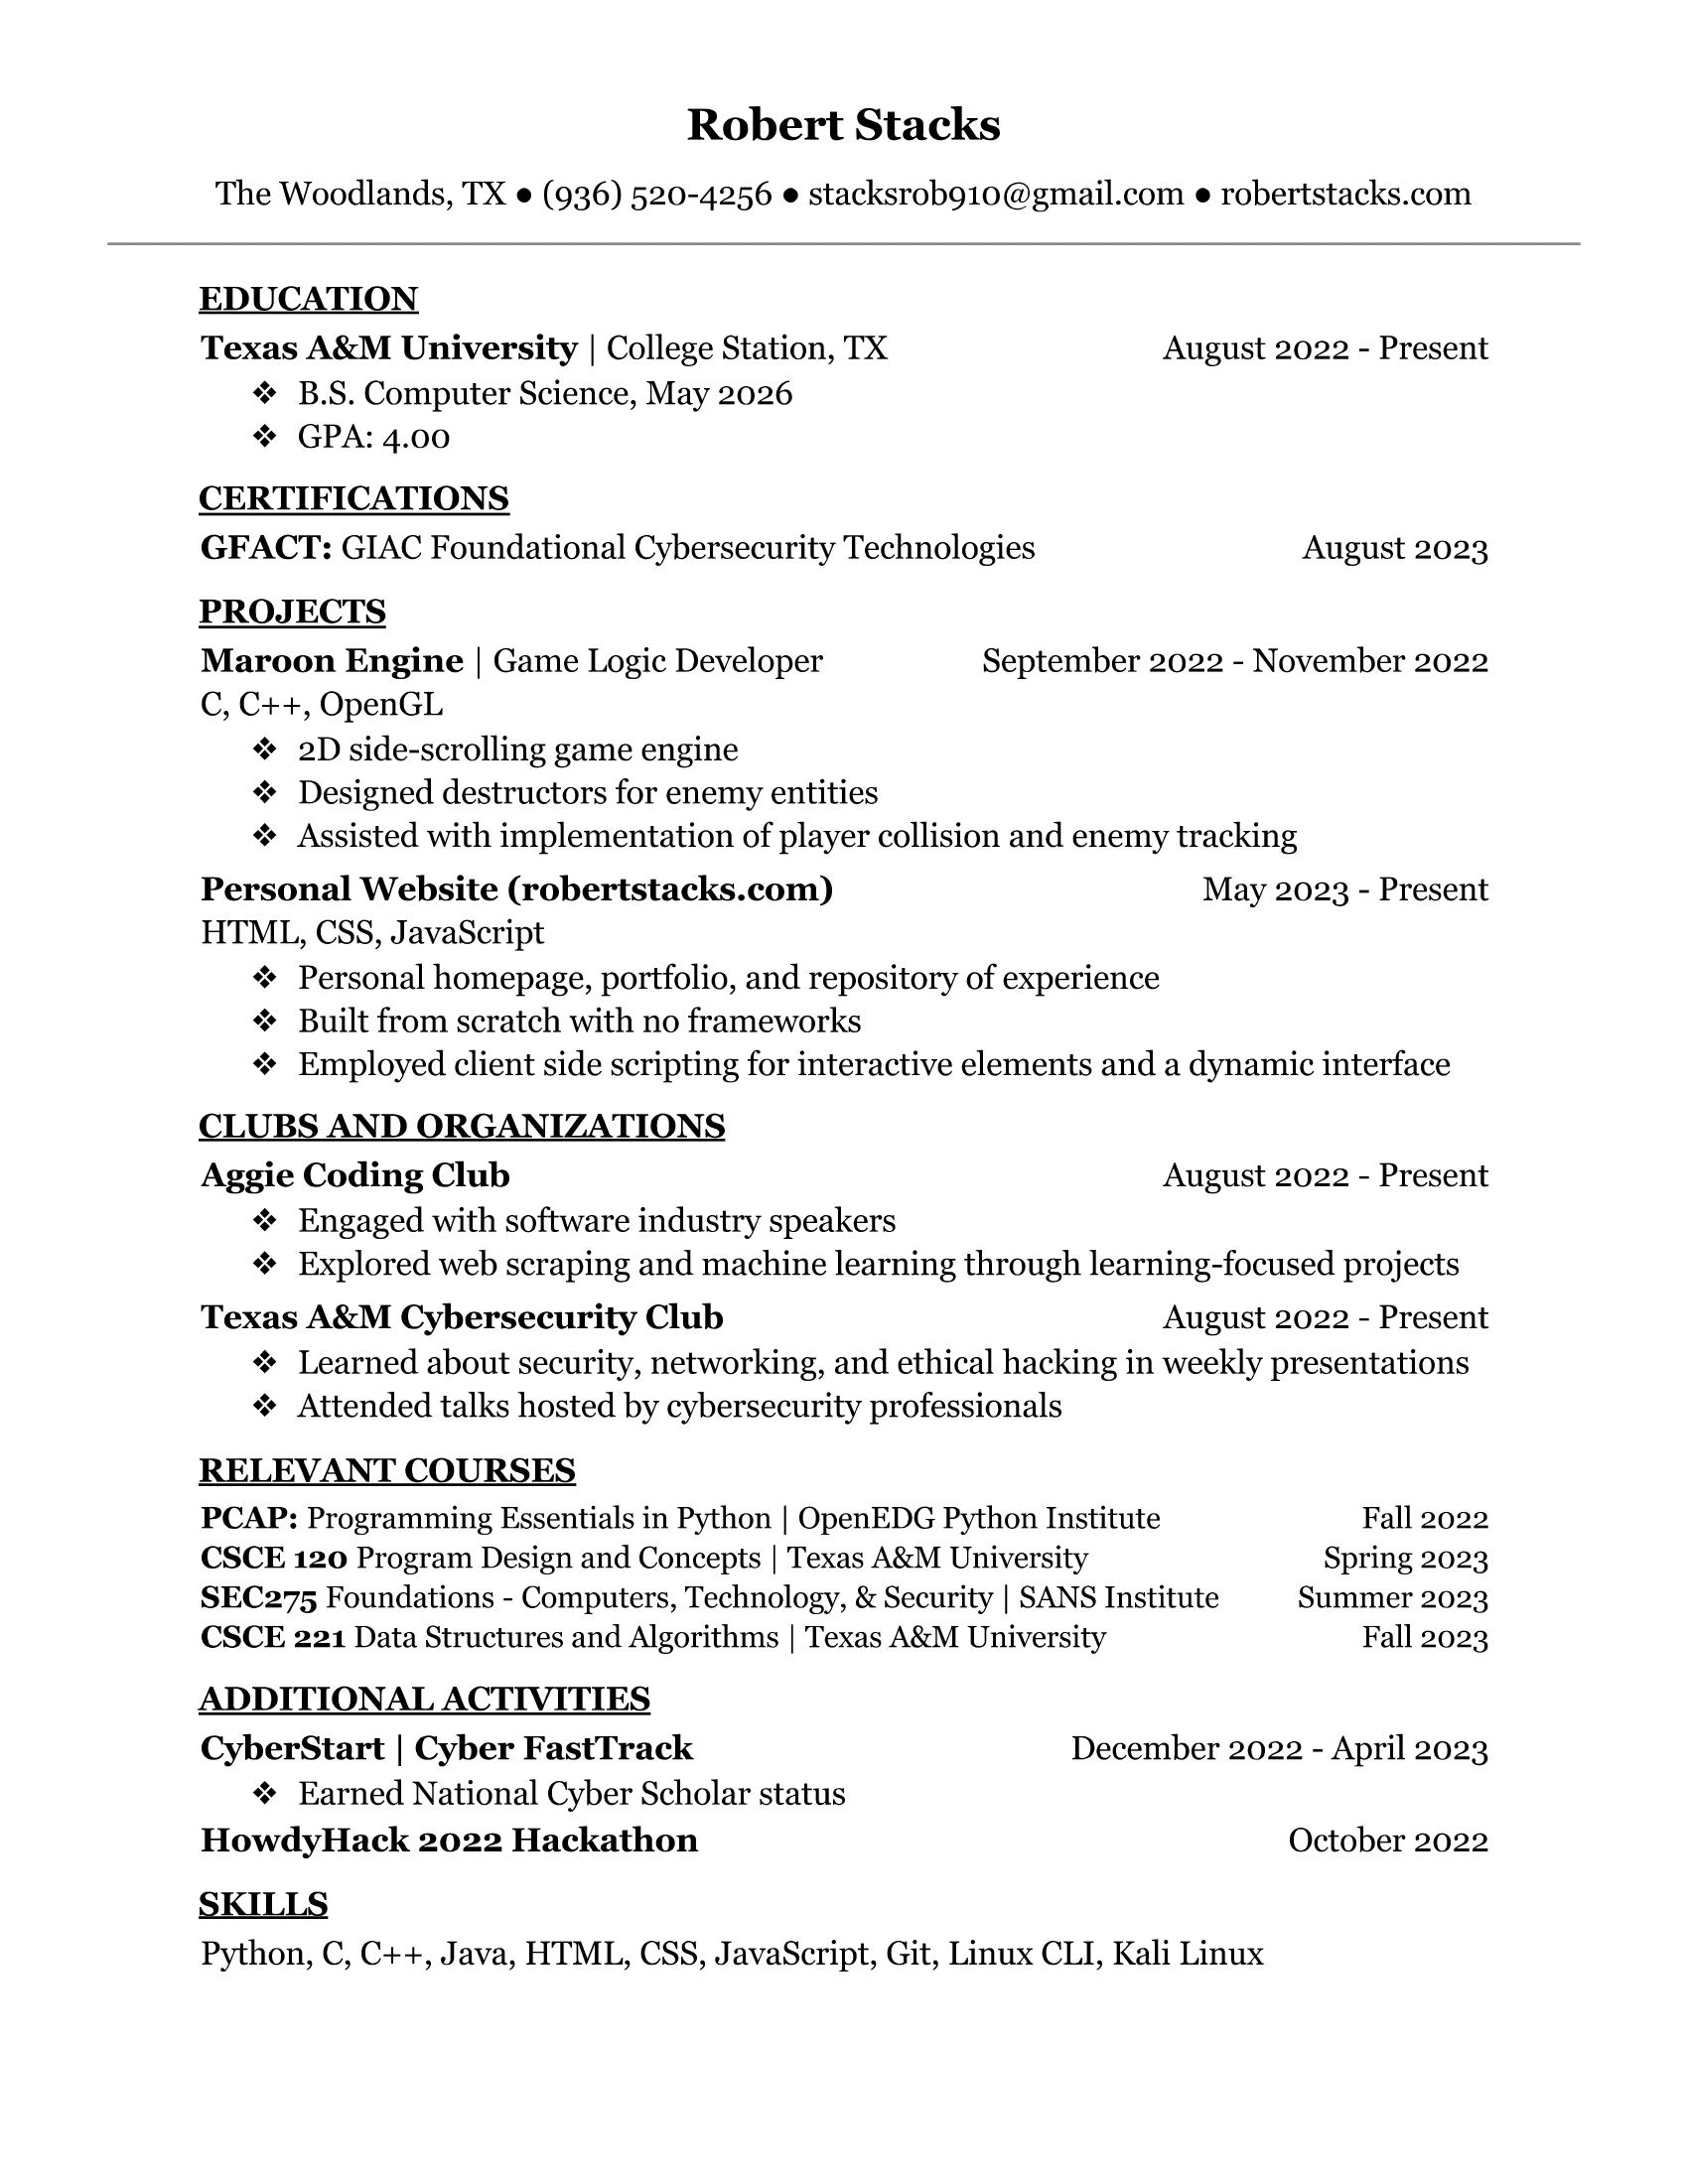 Robert Stacks
The Woodlands, TX ● (936) 520-4256 ● stacksrob910@gmail.com ● robertstacks.com
EDUCATION
Texas A&M University | College Station, TX August 2022 - Present
❖ B.S. Computer Science, May 2026
❖ GPA: 4.00
CERTIFICATIONS
GFACT: GIAC Foundational Cybersecurity Technologies August 2023
PROJECTS
Maroon Engine | Game Logic Developer September 2022 - November 2022
C, C++, OpenGL
❖ 2D side-scrolling game engine
❖ Designed destructors for enemy entities
❖ Assisted with implementation of player collision and enemy tracking
Personal Website (robertstacks.com) May 2023 - Present
HTML, CSS, JavaScript
❖ Personal homepage, portfolio, and repository of experience
❖ Built from scratch with no frameworks
❖ Employed client side scripting for interactive elements and a dynamic interface
CLUBS AND ORGANIZATIONS
Aggie Coding Club August 2022 - Present
❖ Engaged with software industry speakers
❖ Explored web scraping and machine learning through learning-focused projects
Texas A&M Cybersecurity Club August 2022 - Present
❖ Learned about security, networking, and ethical hacking in weekly presentations
❖ Attended talks hosted by cybersecurity professionals
RELEVANT COURSES
PCAP: Programming Essentials in Python | OpenEDG Python Institute Fall 2022
CSCE 120 Program Design and Concepts | Texas A&M University Spring 2023
SEC275 Foundations - Computers, Technology, & Security | SANS Institute Summer 2023
CSCE 221 Data Structures and Algorithms | Texas A&M University Fall 2023
ADDITIONAL ACTIVITIES
CyberStart | Cyber FastTrack December 2022 - April 2023
❖ Earned National Cyber Scholar status
HowdyHack 2022 Hackathon October 2022
SKILLS
Python, C, C++, Java, HTML, CSS, JavaScript, Git, Linux CLI, Kali Linux